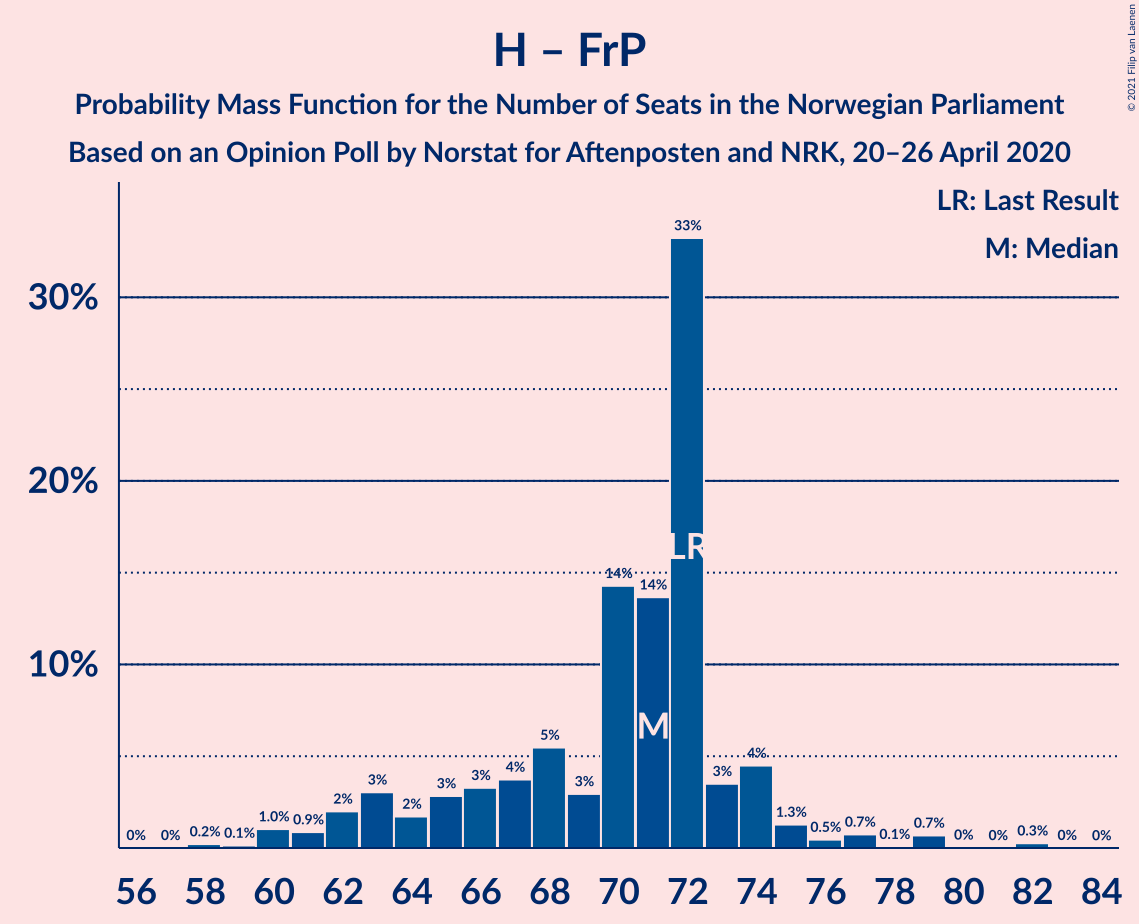 H – FrP
Probability Mass Function for the Number of Seats in the Norwegian Parliament
Based on an Opinion Poll by Norstat for Aftenposten and NRK, 20–26 April 2020
© 2021 Filip van Laenen
LR: Last Result
M: Median
30%
20%
10%
0% 0% 0.2% 0.1% 1.0% 0.9% 2% 3% 2% 3% 3% 4% 5% 3% 14% 14% 33% 3% 4% 1.3% 0.5% 0.7% 0.1% 0.7% 0% 0% 0.3% 0% 0%
LR
M
56 58 60 62 64 66 68 70 72 74 76 78 80 82 84